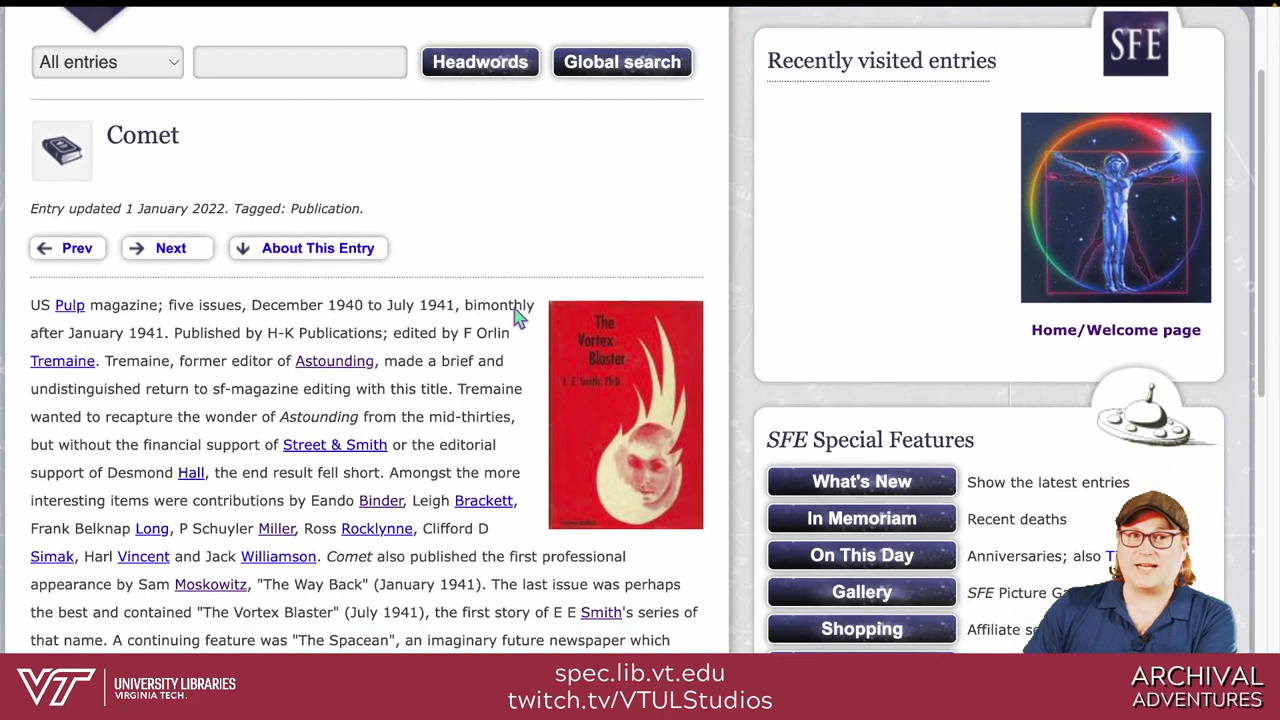 All entries
Headwords
Global search
Comet
Entry updated 1 January 2022. Tagged: Publication.
Prev
Next
About This Entry
US Pulp magazine; five issues, December 1940 to July 1941, bimonthly
after January 1941. Published by H-K Publications; edited by F Orlin
Tremaine. Tremaine, former editor of Astounding, made a brief and
undistinguished return to sf-magazine editing with this title. Tremaine
wanted to recapture the wonder of Astounding from the mid-thirties,
but without the financial support of Street & Smith or the editorial
support of Desmond Hall, the end result fell short. Amongst the more
interesting items were contributions by Eando Binder, Leigh Brackett,
Frank Belknap Long, P Schuyler Miller, Ross Rocklynne, Clifford D
Simak, Harl Vincent and Jack Williamson. Comet also published the first professional
appearance by Sam Moskowitz, "The Way Back" (January 1941). The last issue was perhaps
the best and contained "The Vortex Blaster" (July 1941), the first story of E E Smith's series of
that name. A continuing feature was "The Spacean", an imaginary future newspaper which
The
Vortex
Blaster
E. E. Smith, Ph.D.
SFE
Recently visited entries
Home/Welcome page
SFE Special Features
What's New
Show the latest entries
In Memoriam
Recent deaths
On This Day
Anniversaries; also
Gallery
SFE Picture
Shopping
Affiliate
VT
UNIVERSITY LIBRARIES
VIRGINIA TECH.
spec.lib.vt.edu
twitch.tv/VTULStudios
ARCHIVAL
ADVENTURES